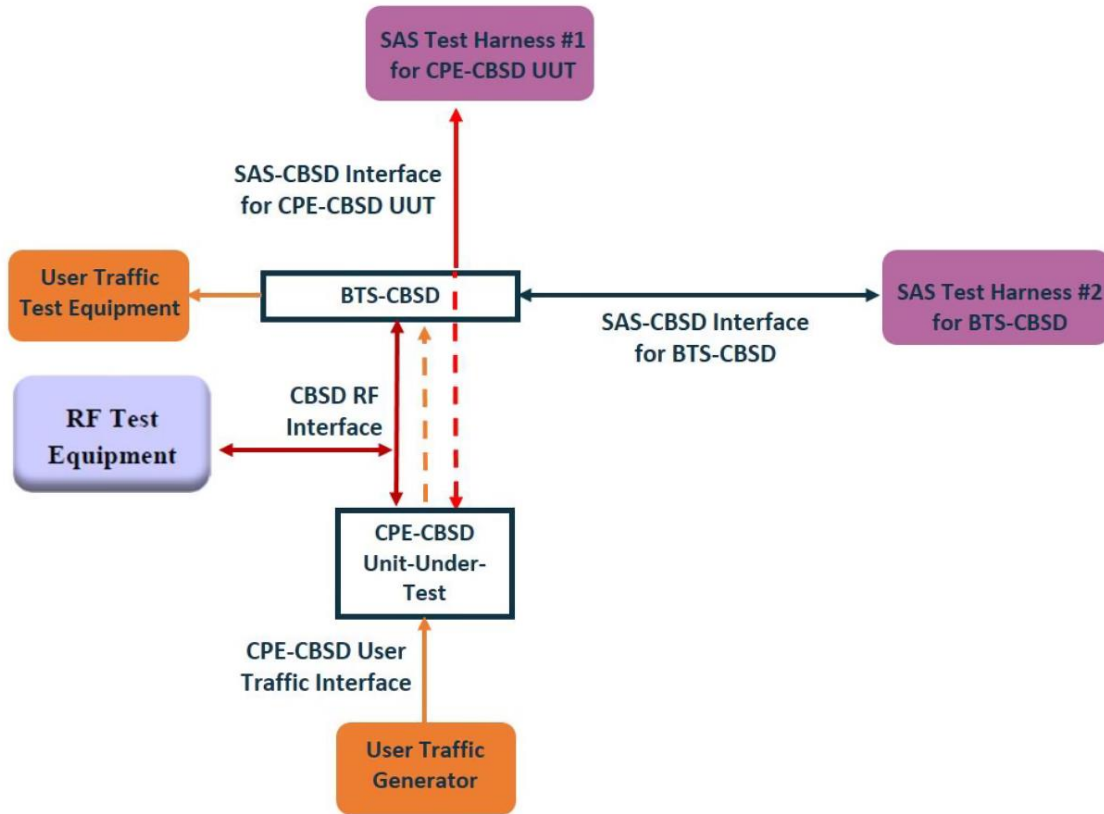 SAS Test Harness #1
for CPE-CBSD UUT
SAS-CBSD Interface
for CPE-CBSD UUT
User Traffic
Test Equipment
BTS-CBSD
SAS Test Harness #2
for BTS-CBSD
SAS-CBSD Interface
for BTS-CBSD
RF Test
Equipment
CBSD RF
Interface
CPE-CBSD
Unit-Under-
Test
CPE-CBSD User
Traffic Interface
User Traffic
Generator